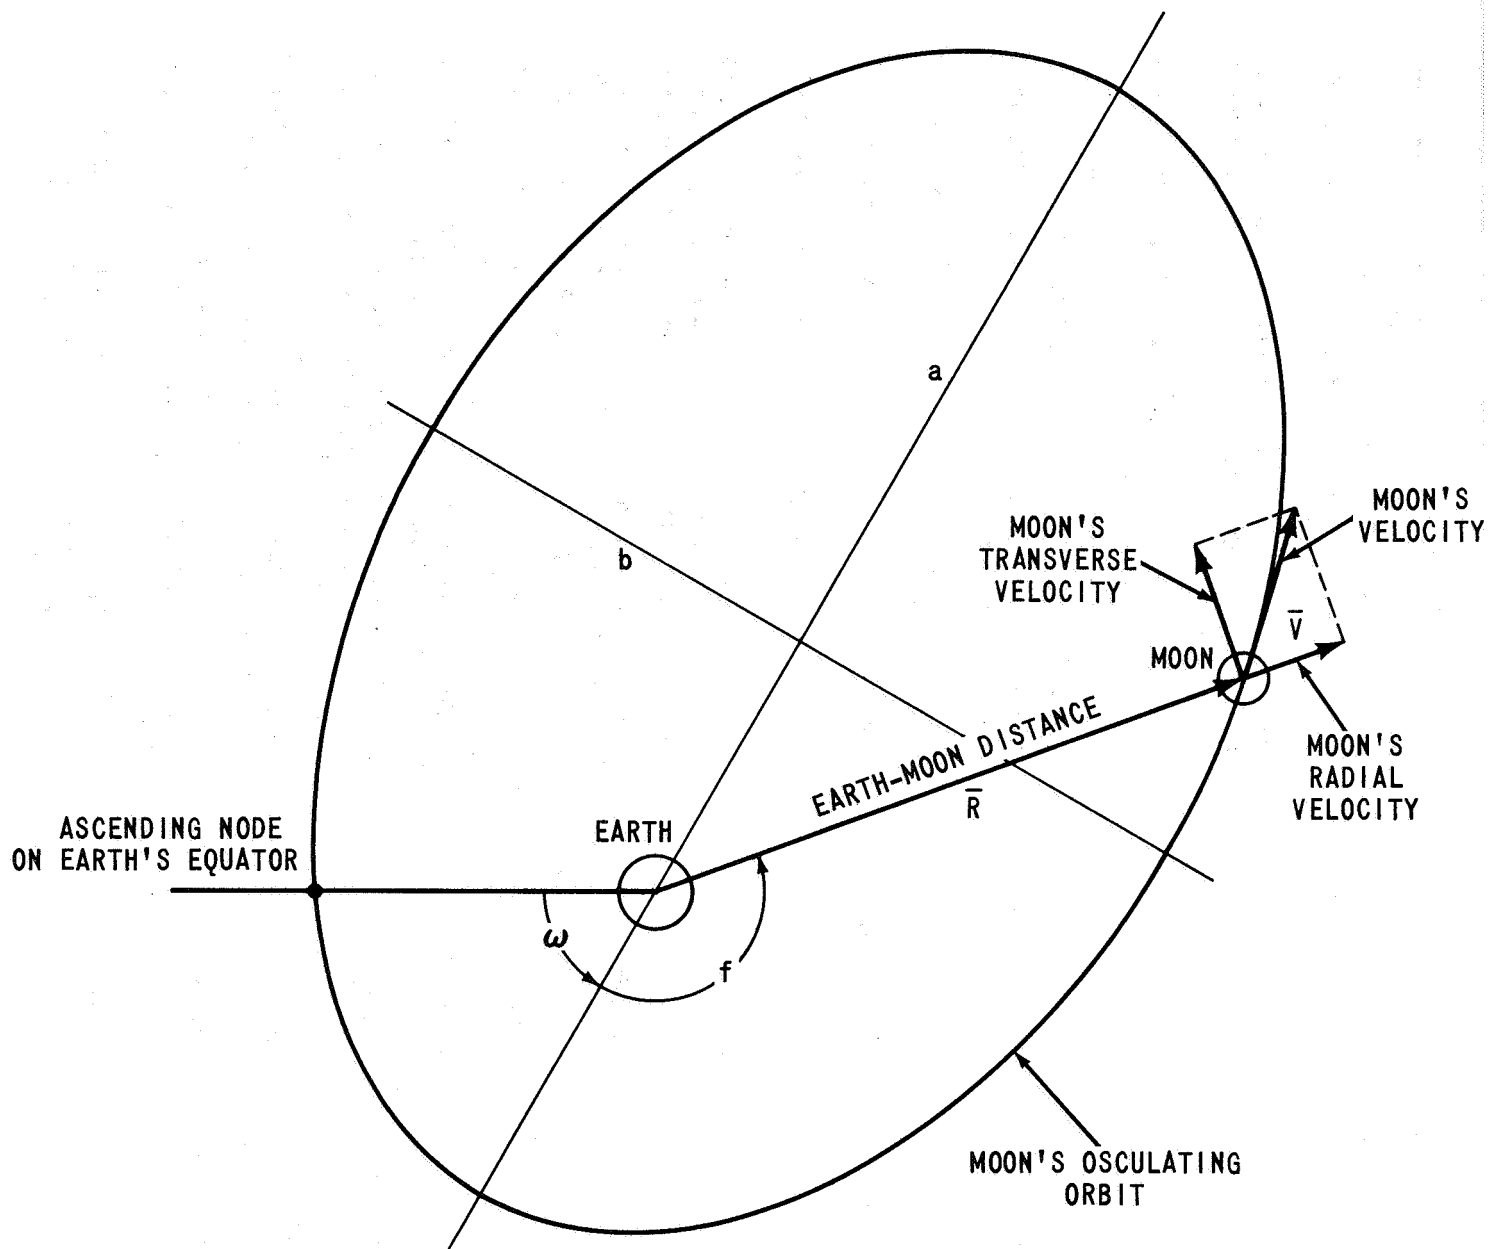 a
b
MOON'S
VELOCITY
MOON'S
TRANSVERSE
VELOCITY
V̅
MOON
EARTH-MOON DISTANCE
R̅
MOON'S
RADIAL
VELOCITY
EARTH
ASCENDING NODE
ON EARTH'S EQUATOR
ω
f
MOON'S OSCULATING
ORBIT